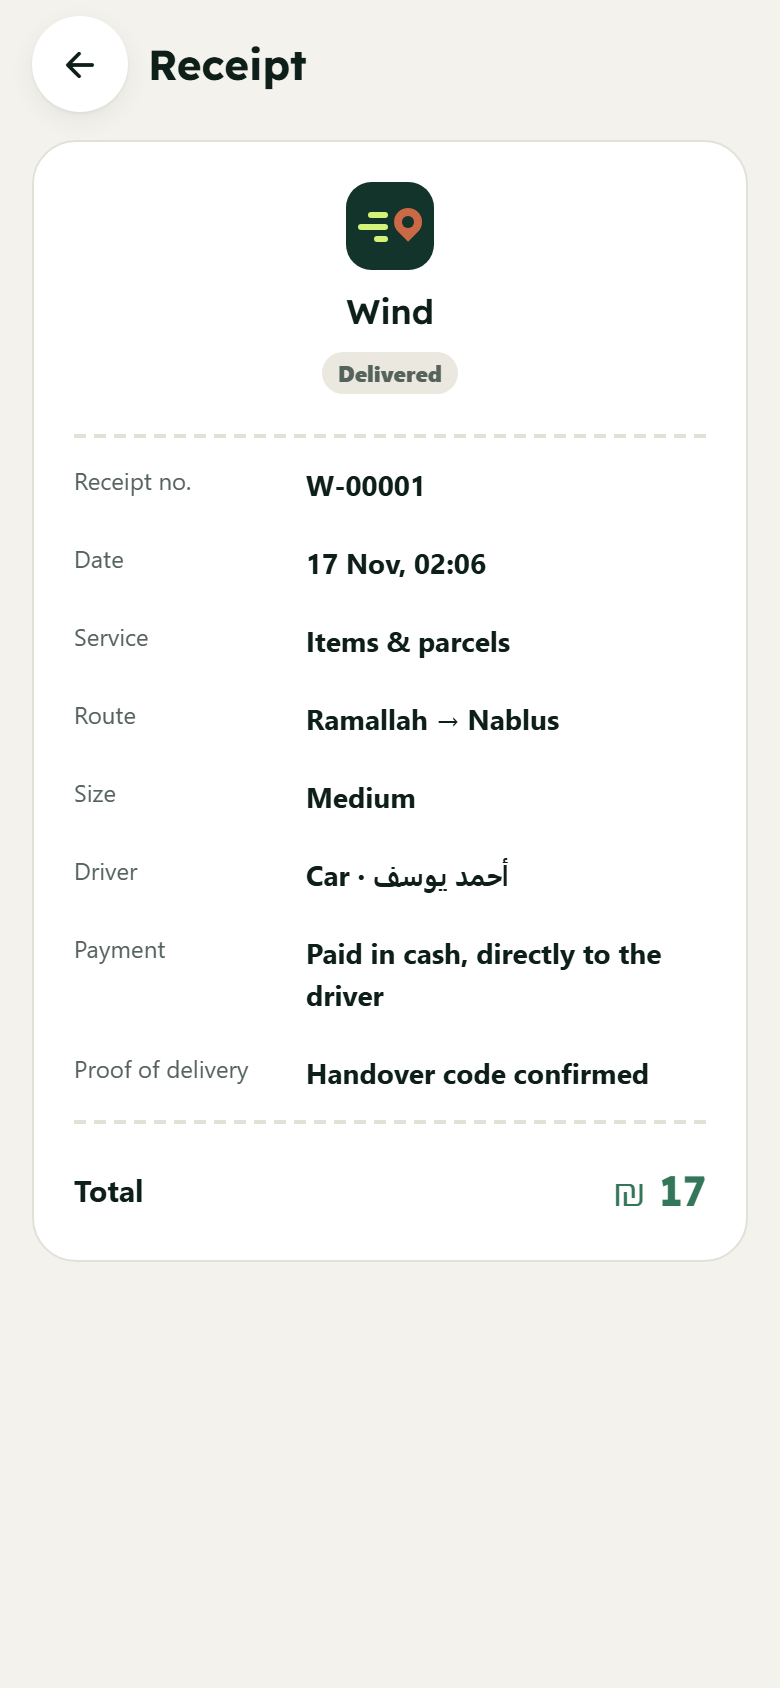 Receipt
Wind
Delivered
Receipt no. W-00001
Date 17 Nov, 02:06
Service Items & parcels
Route Ramallah → Nablus
Size Medium
Driver Car · أحمد يوسف
Payment Paid in cash, directly to the
driver
Proof of delivery Handover code confirmed
Total ₪ 17